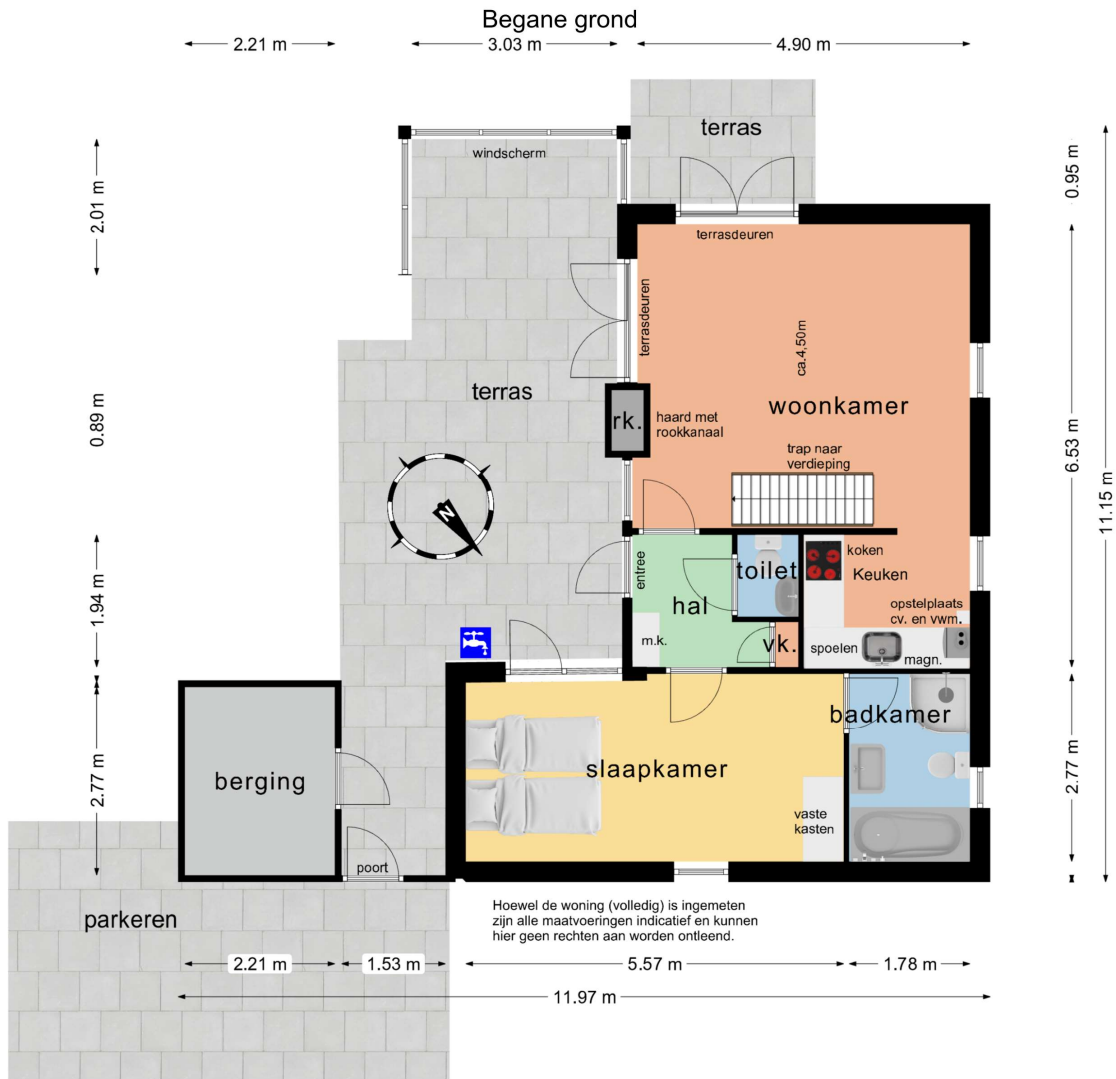 Begane grond
2.21 m
3.03 m
4.90 m
terras
windscherm
terrasdeuren
2.01 m
0.95 m
terrasdeuren
ca.4,50m
terras
0.89 m
rk.
haard met
rookkanaal
woonkamer
trap naar
verdieping
6.53 m
11.15 m
N
entree
hal
toilet
koken
Keuken
opstelplaats
cv. en vwm.
1.94 m
m.k.
vk.
spoelen
magn.
badkamer
berging
slaapkamer
2.77 m
2.77 m
vaste
kasten
poort
parkeren
Hoewel de woning (volledig) is ingemeten
zijn alle maatvoeringen indicatief en kunnen
hier geen rechten aan worden ontleend.
2.21 m
1.53 m
5.57 m
1.78 m
11.97 m